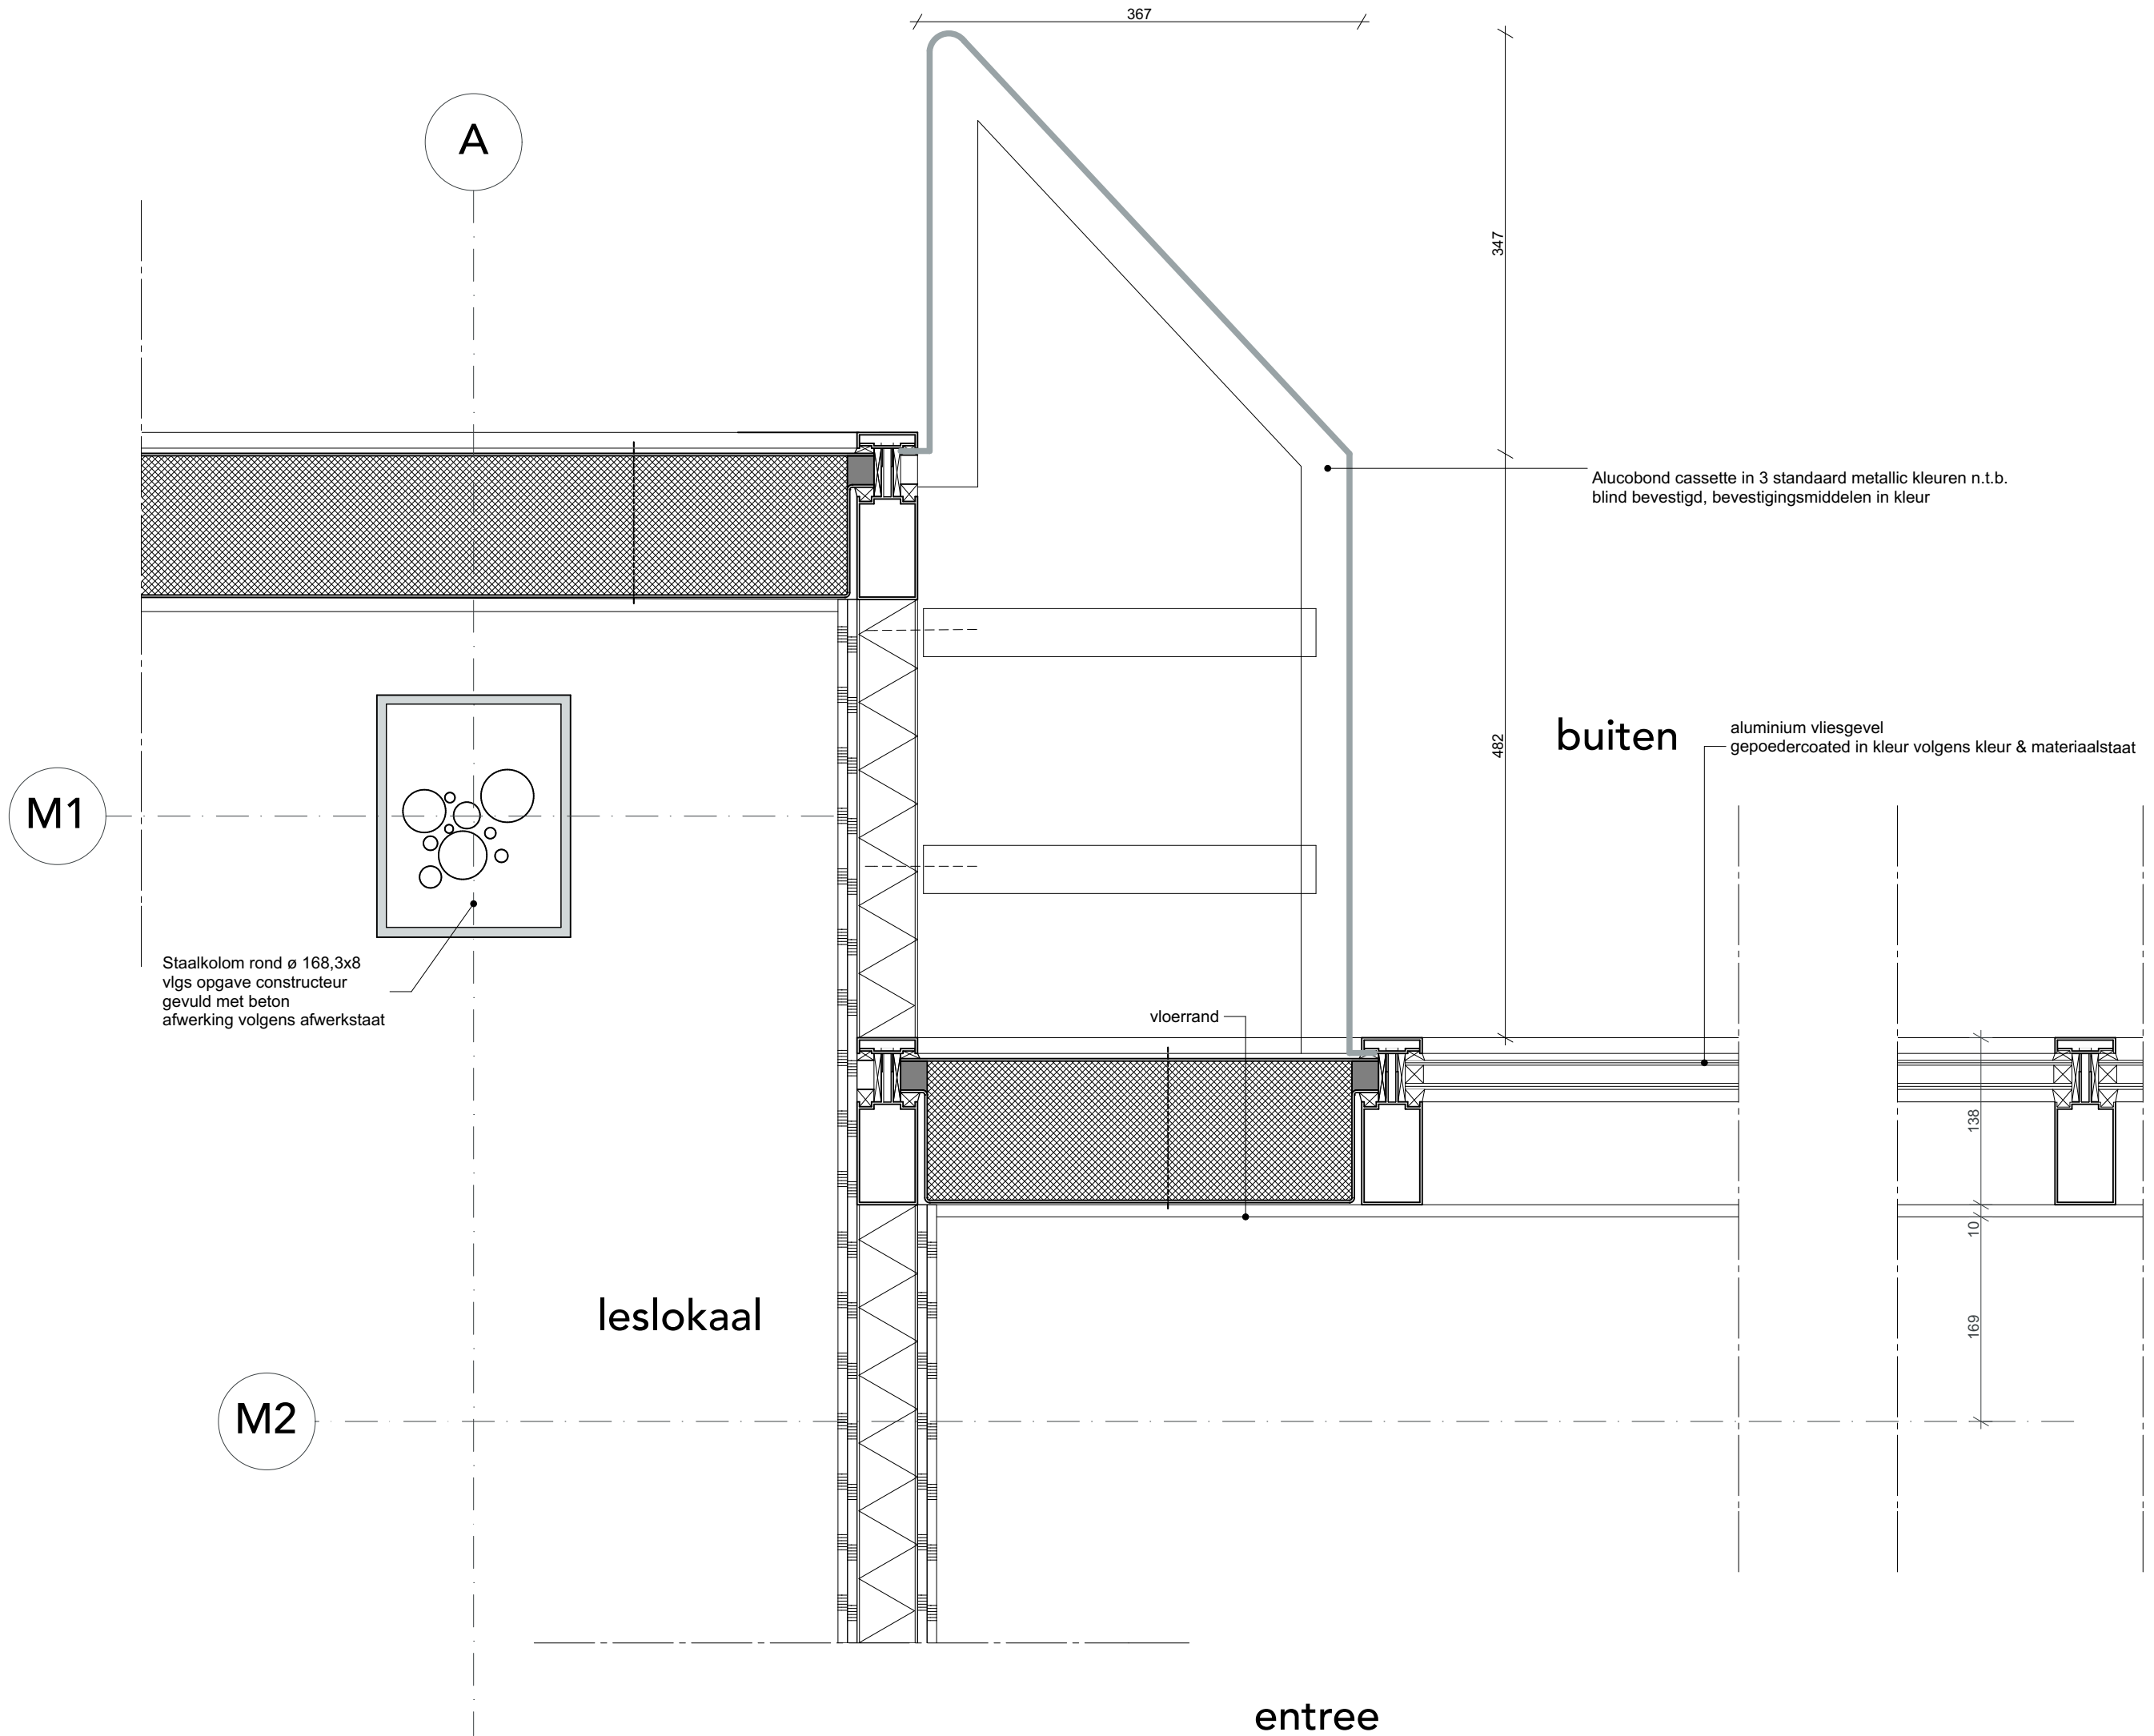 367
A
347
Alucobond cassette in 3 standaard metallic kleuren n.t.b.
blind bevestigd, bevestigingsmiddelen in kleur
482
buiten
aluminium vliesgevel
gepoedercoated in kleur volgens kleur & materiaalstaat
M1
Staalkolom rond ø 168,3x8
vlgs opgave constructeur
gevuld met beton
afwerking volgens afwerkstaat
vloerrand
138
10
169
leslokaal
M2
entree